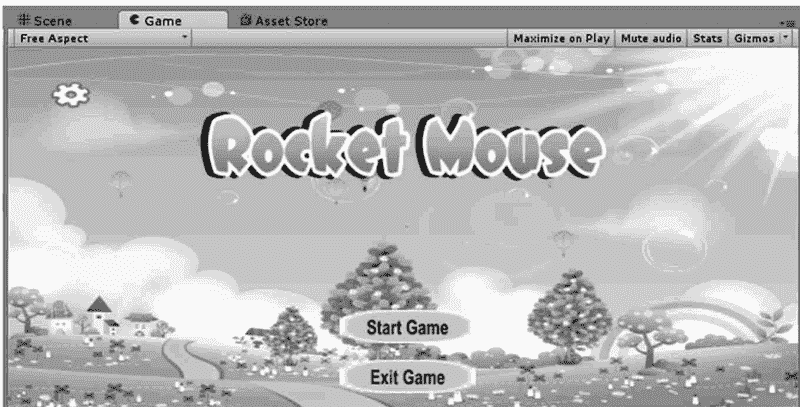 Scene Game Asset Store
Free Aspect Maximize on Play Mute audio Stats Gizmos
Rocket Mouse
Start Game
Exit Game